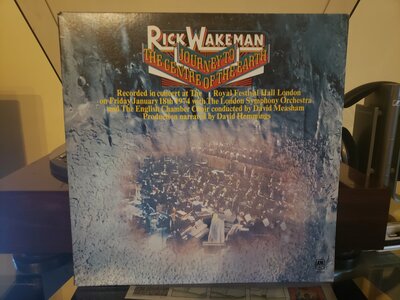 RICK WAKEMAN
JOURNEY TO
THE CENTRE OF THE EARTH
Recorded in concert at The Royal Festival Hall London
on Friday January 18th 1974 with The London Symphony Orchestra
and The English Chamber Choir conducted by David Measham
Production narrated by David Hemmings